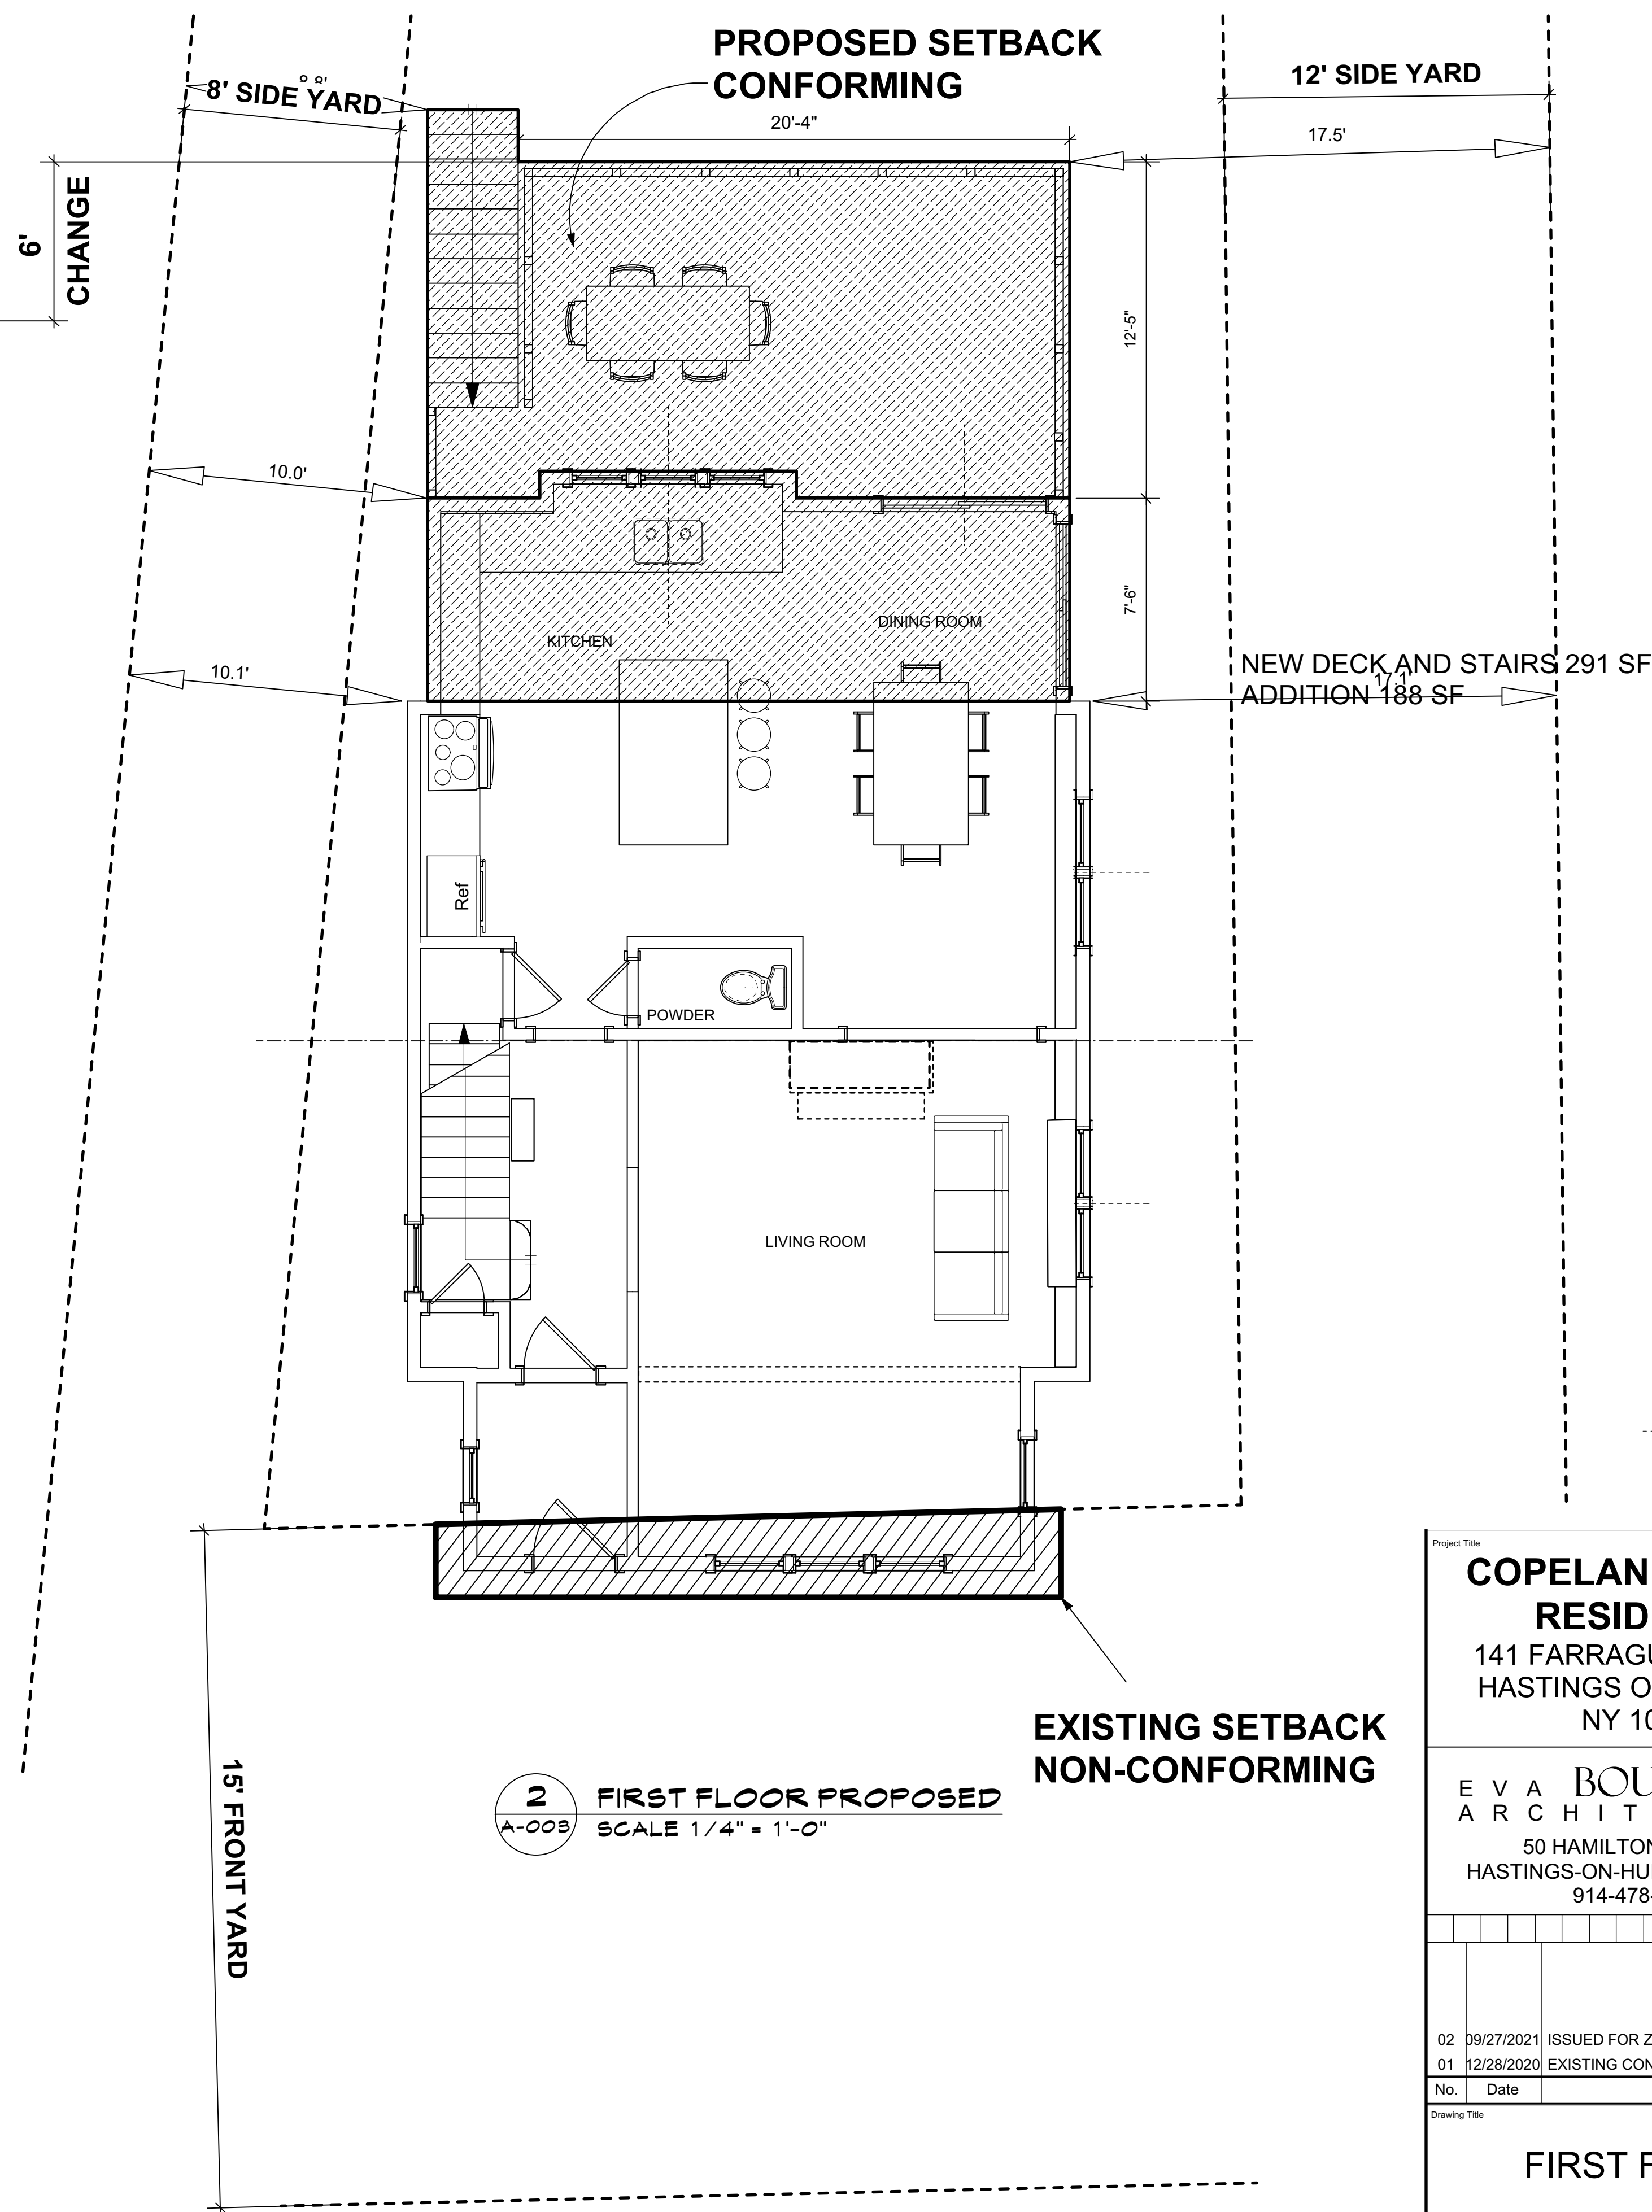 PROPOSED SETBACK
CONFORMING
8' SIDE YARD
12' SIDE YARD
20'-4"
17.5'
6'
CHANGE
12'-5"
10.0'
7'-6"
KITCHEN
DINING ROOM
10.1'
NEW DECK AND STAIRS 291 SF
17.1'
ADDITION 188 SF
Ref
POWDER
LIVING ROOM
EXISTING SETBACK
NON-CONFORMING
15' FRONT YARD
2
A-003
FIRST FLOOR PROPOSED
SCALE 1/4" = 1'-0"
Project Title
COPELAN
RESID
141 FARRAGU
HASTINGS O
NY 10
EVA BOU
ARCHIT
50 HAMILTON
HASTINGS-ON-HU
914-478-
02 09/27/2021 ISSUED FOR Z
01 12/28/2020 EXISTING CON
No. Date
Drawing Title
FIRST F